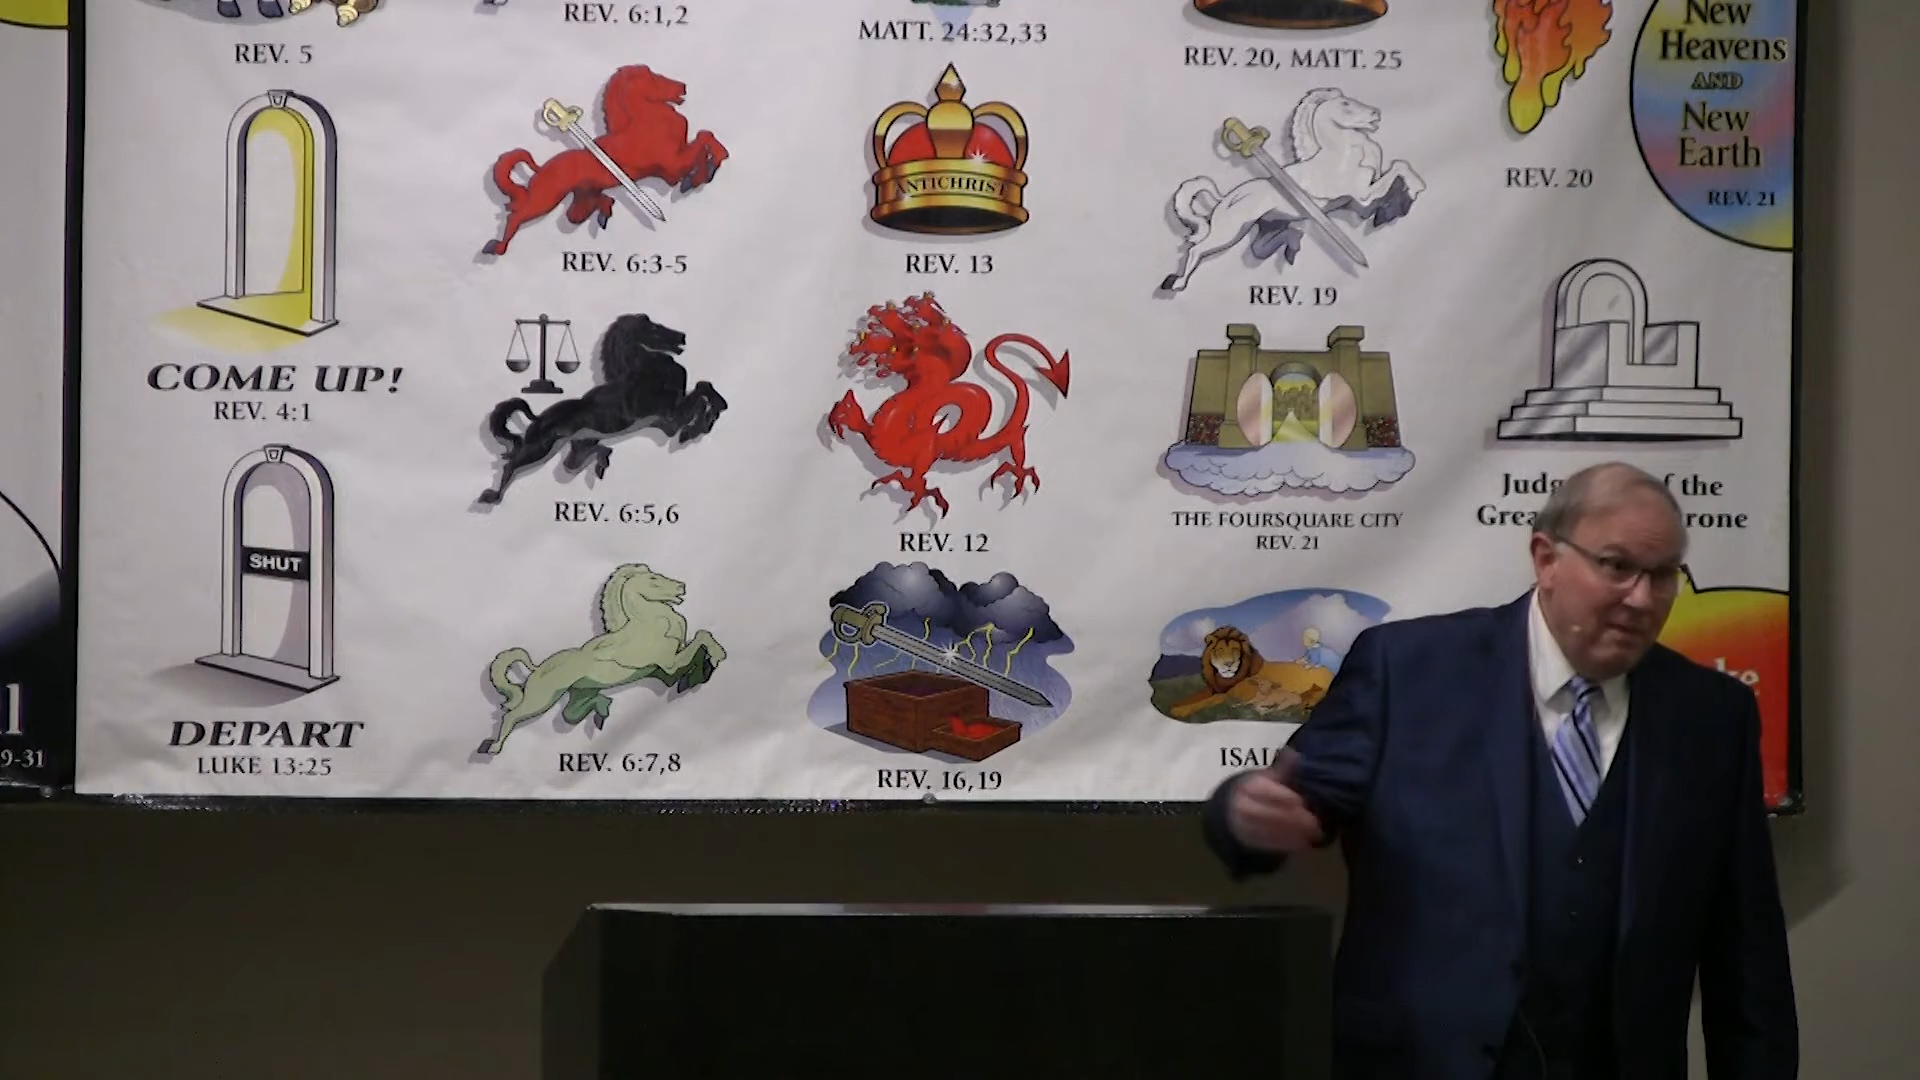 REV. 5
COME UP!
REV. 4:1
SHUT
DEPART
LUKE 13:25
REV. 6:1,2
REV. 6:3-5
REV. 6:5,6
REV. 6:7,8
MATT. 24:32,33
ANTICHRIST
REV. 13
REV. 12
REV. 16,19
REV. 20, MATT. 25
REV. 19
THE FOURSQUARE CITY
REV. 21
REV. 20
New
Heavens
AND
New
Earth
REV. 21
of the
9-31